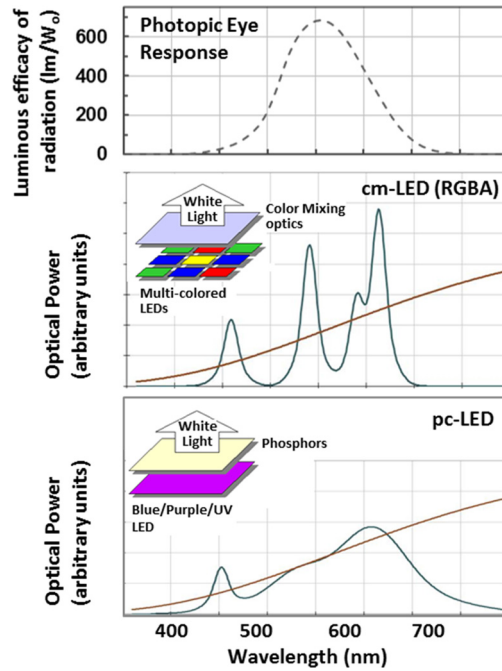 Photopic Eye
Response
Luminous efficacy of
radiation (lm/Wo)
600
400
200
0
cm-LED (RGBA)
White
Light
Color Mixing
optics
Multi-colored
LEDs
Optical Power
(arbitrary units)
pc-LED
White
Light
Phosphors
Blue/Purple/UV
LED
Optical Power
(arbitrary units)
400 500 600 700
Wavelength (nm)